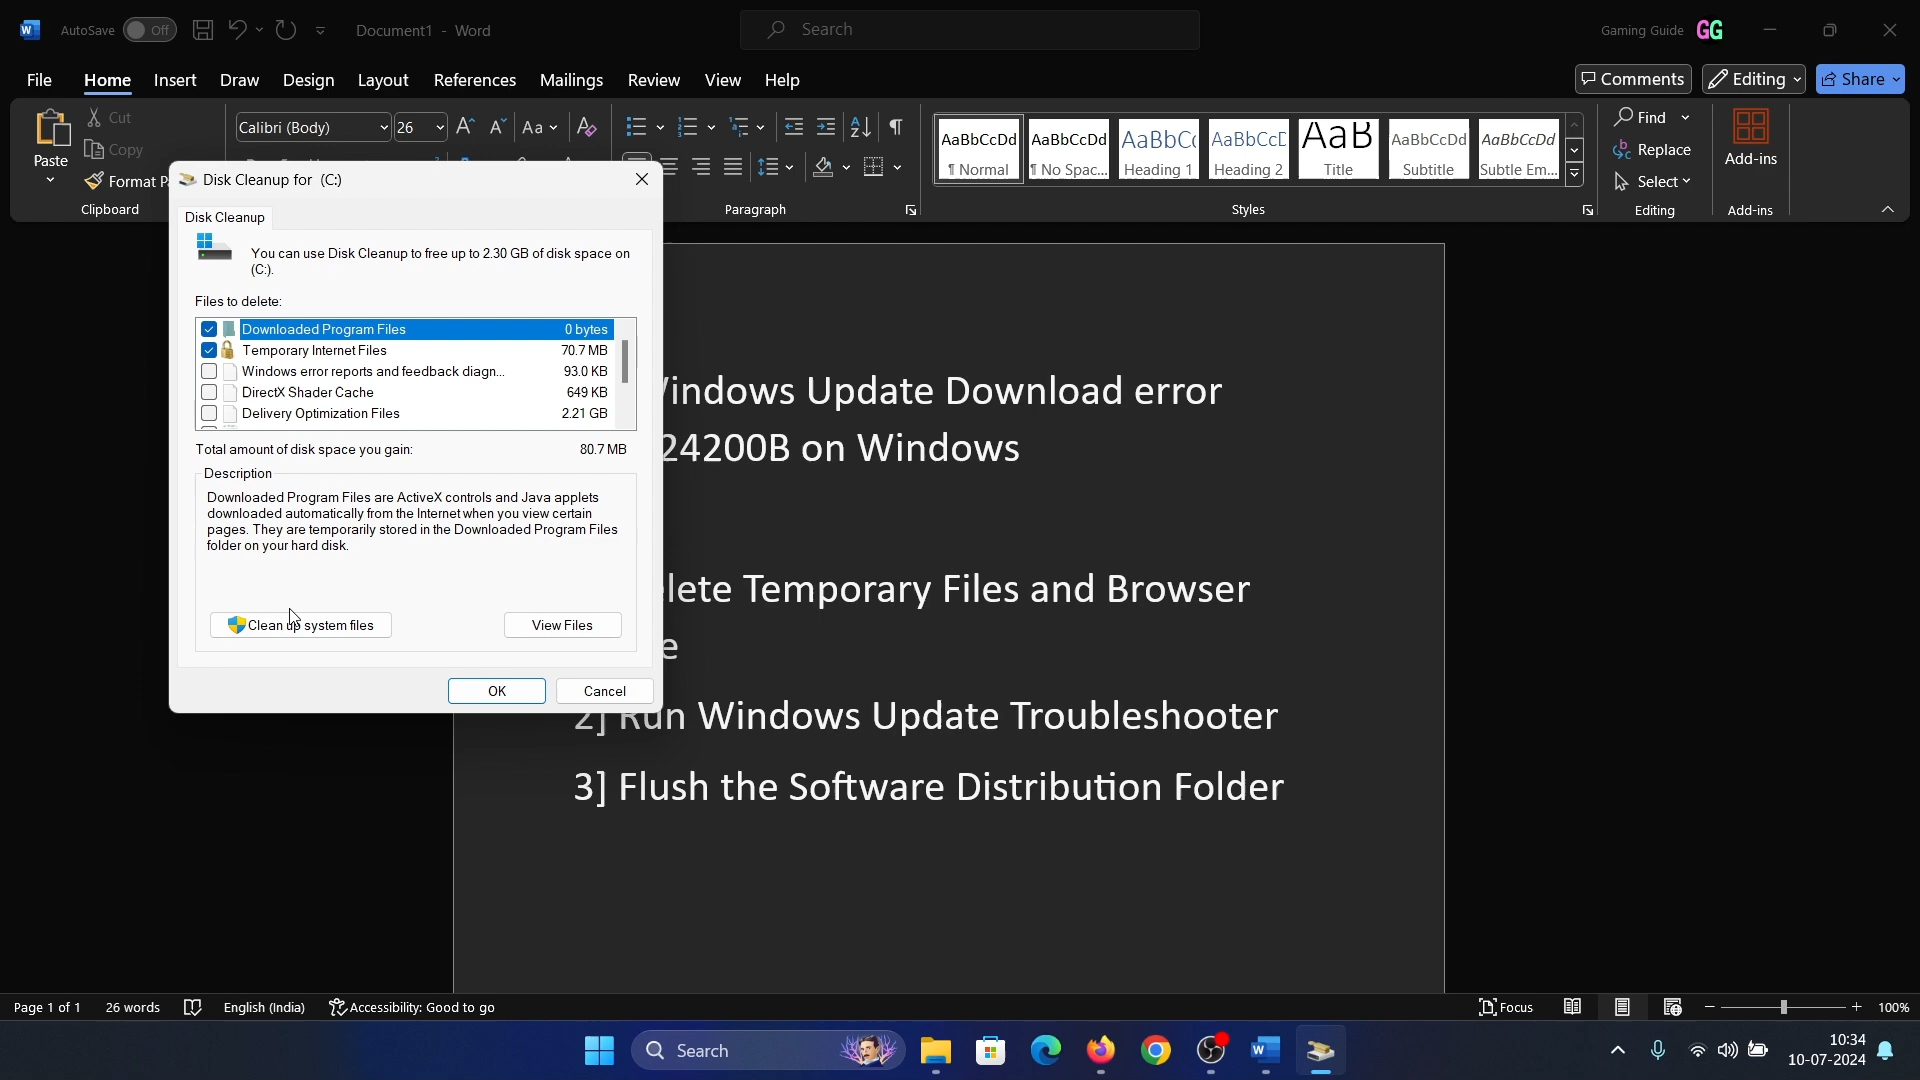 AutoSave Off Document1 - Word Search Gaming Guide GG
File Home Insert Draw Design Layout References Mailings Review View Help Comments Editing Share
Paste Cut Copy Format P
Clipboard
Calibri (Body) 26 Aa
Paragraph
AaBbCcDd AaBbCcDd AaBbCc AaBbCcD AaB AaBbCcDd AaBbCcDd
¶ Normal ¶ No Spac... Heading 1 Heading 2 Title Subtitle Subtle Em...
Styles
Find
Replace
Select
Editing
Add-ins
Add-ins
Disk Cleanup for (C:)
Disk Cleanup
You can use Disk Cleanup to free up to 2.30 GB of disk space on
(C:).
Files to delete:
Downloaded Program Files 0 bytes
Temporary Internet Files 70.7 MB
Windows error reports and feedback diagn... 93.0 KB
DirectX Shader Cache 649 KB
Delivery Optimization Files 2.21 GB
Total amount of disk space you gain: 80.7 MB
Description
Downloaded Program Files are ActiveX controls and Java applets
downloaded automatically from the Internet when you view certain
pages. They are temporarily stored in the Downloaded Program Files
folder on your hard disk.
Clean up system files View Files
OK Cancel
Windows Update Download error
24200B on Windows
lete Temporary Files and Browser
e
2] Run Windows Update Troubleshooter
3] Flush the Software Distribution Folder
Page 1 of 1 26 words English (India) Accessibility: Good to go Focus 100%
Search
10:34
10-07-2024